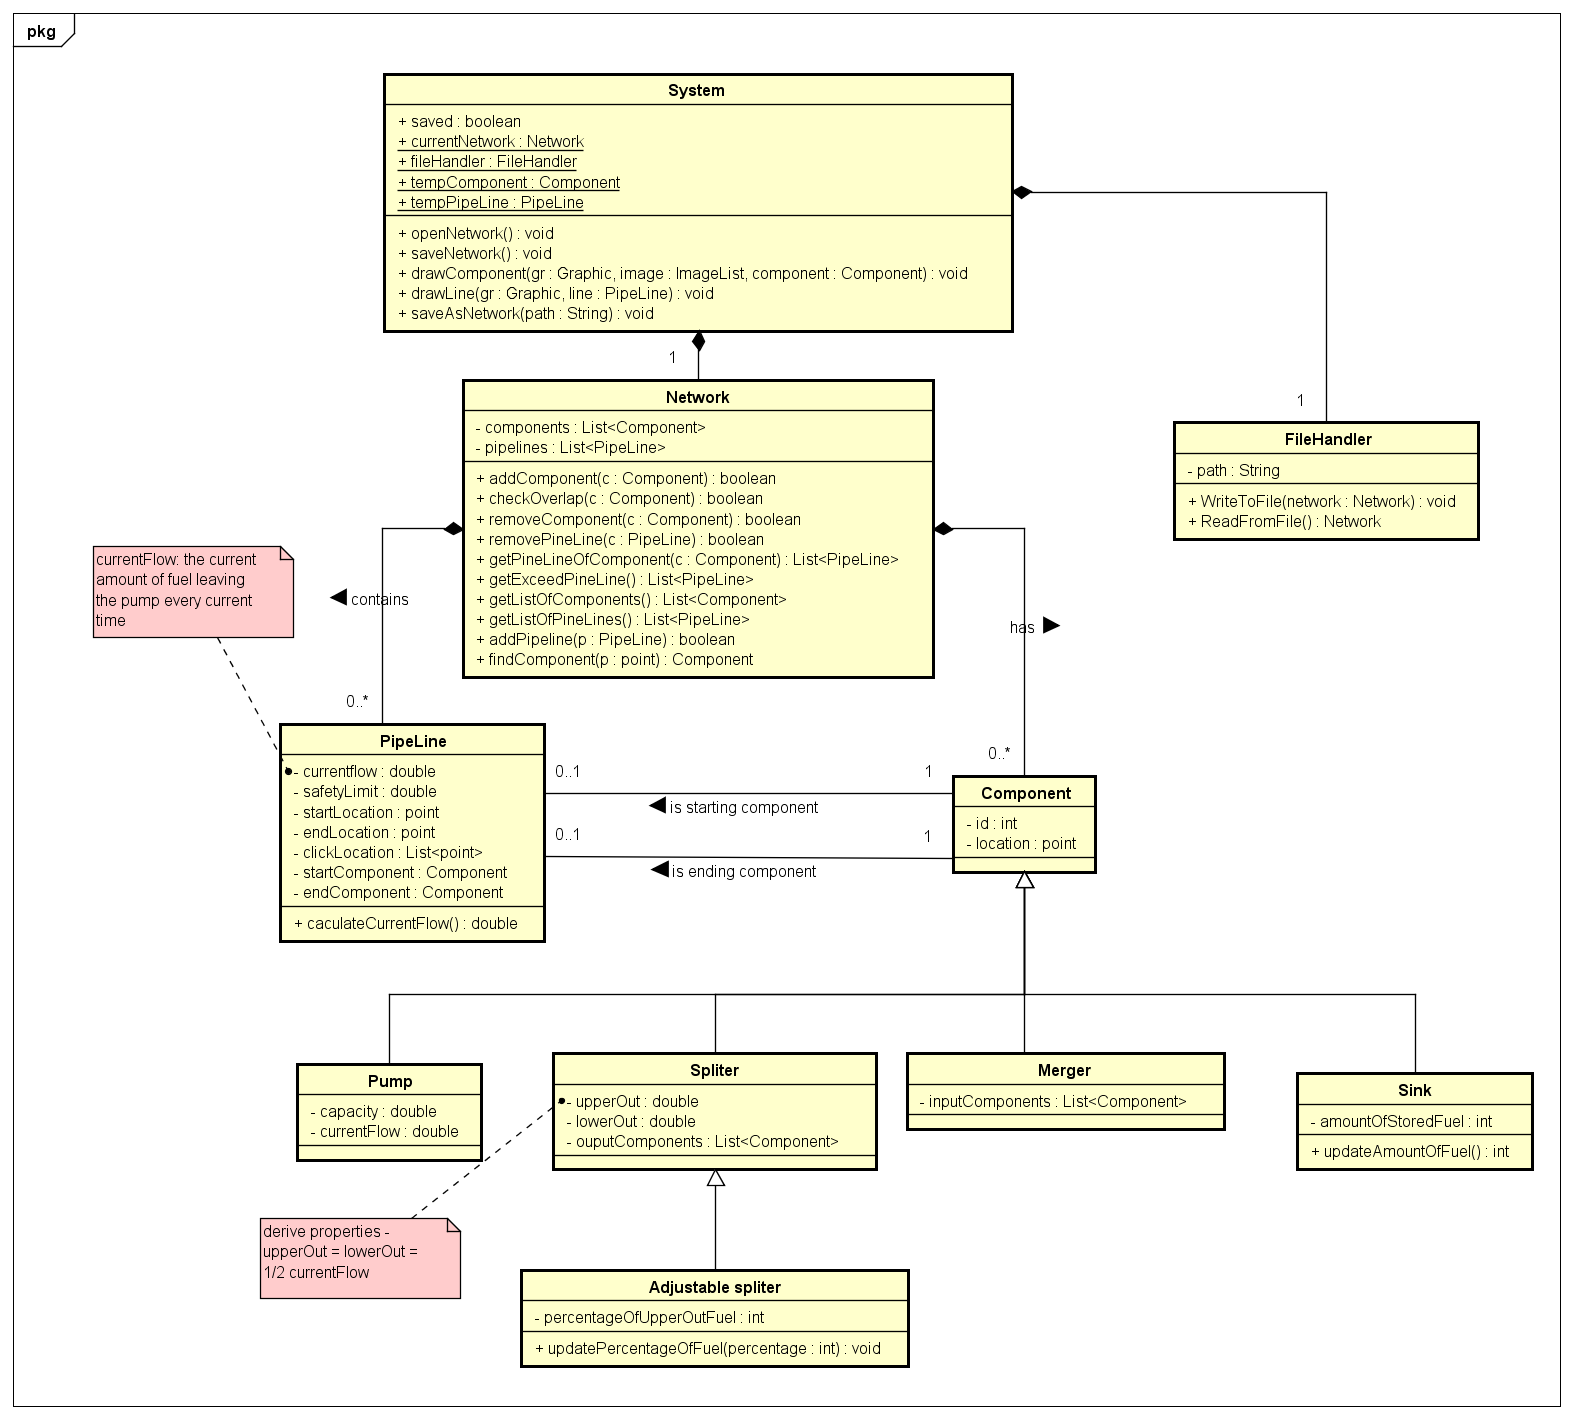 pkg
System
+ saved : boolean
+ currentNetwork : Network
+ fileHandler : FileHandler
+ tempComponent : Component
+ tempPipeLine : PipeLine
+ openNetwork() : void
+ saveNetwork() : void
+ drawComponent(gr : Graphic, image : ImageList, component : Component) : void
+ drawLine(gr : Graphic, line : PipeLine) : void
+ saveAsNetwork(path : String) : void
1
1
Network
- components : List<Component>
- pipelines : List<PipeLine>
+ addComponent(c : Component) : boolean
+ checkOverlap(c : Component) : boolean
+ removeComponent(c : Component) : boolean
+ removePineLine(c : PipeLine) : boolean
+ getPineLineOfComponent(c : Component) : List<PipeLine>
+ getExceedPineLine() : List<PipeLine>
+ getListOfComponents() : List<Component>
+ getListOfPineLines() : List<PipeLine>
+ addPipeline(p : PipeLine) : boolean
+ findComponent(p : point) : Component
FileHandler
- path : String
+ WriteToFile(network : Network) : void
+ ReadFromFile() : Network
currentFlow: the current
amount of fuel leaving
the pump every current
time
contains
has
0..*
0..*
PipeLine
- currentflow : double
- safetyLimit : double
- startLocation : point
- endLocation : point
- clickLocation : List<point>
- startComponent : Component
- endComponent : Component
+ caculateCurrentFlow() : double
0..1
1
is starting component
0..1
1
is ending component
Component
- id : int
- location : point
Pump
- capacity : double
- currentFlow : double
Spliter
- upperOut : double
- lowerOut : double
- ouputComponents : List<Component>
Merger
- inputComponents : List<Component>
Sink
- amountOfStoredFuel : int
+ updateAmountOfFuel() : int
derive properties -
upperOut = lowerOut =
1/2 currentFlow
Adjustable spliter
- percentageOfUpperOutFuel : int
+ updatePercentageOfFuel(percentage : int) : void